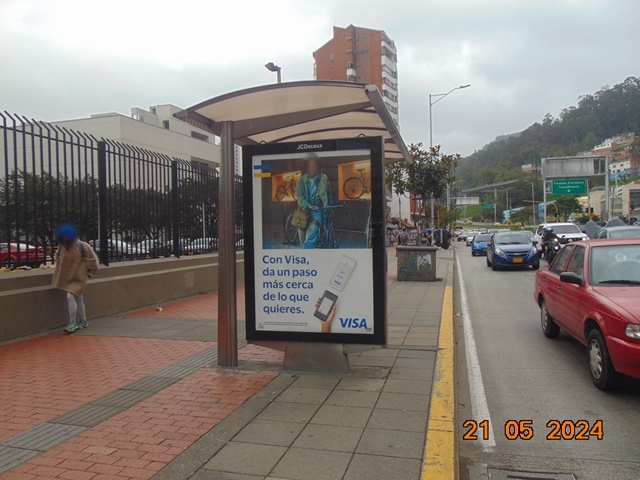 JCDecaux
Con Visa,
da un paso
más cerca
de lo que
quieres.
VISA
21 05 2024